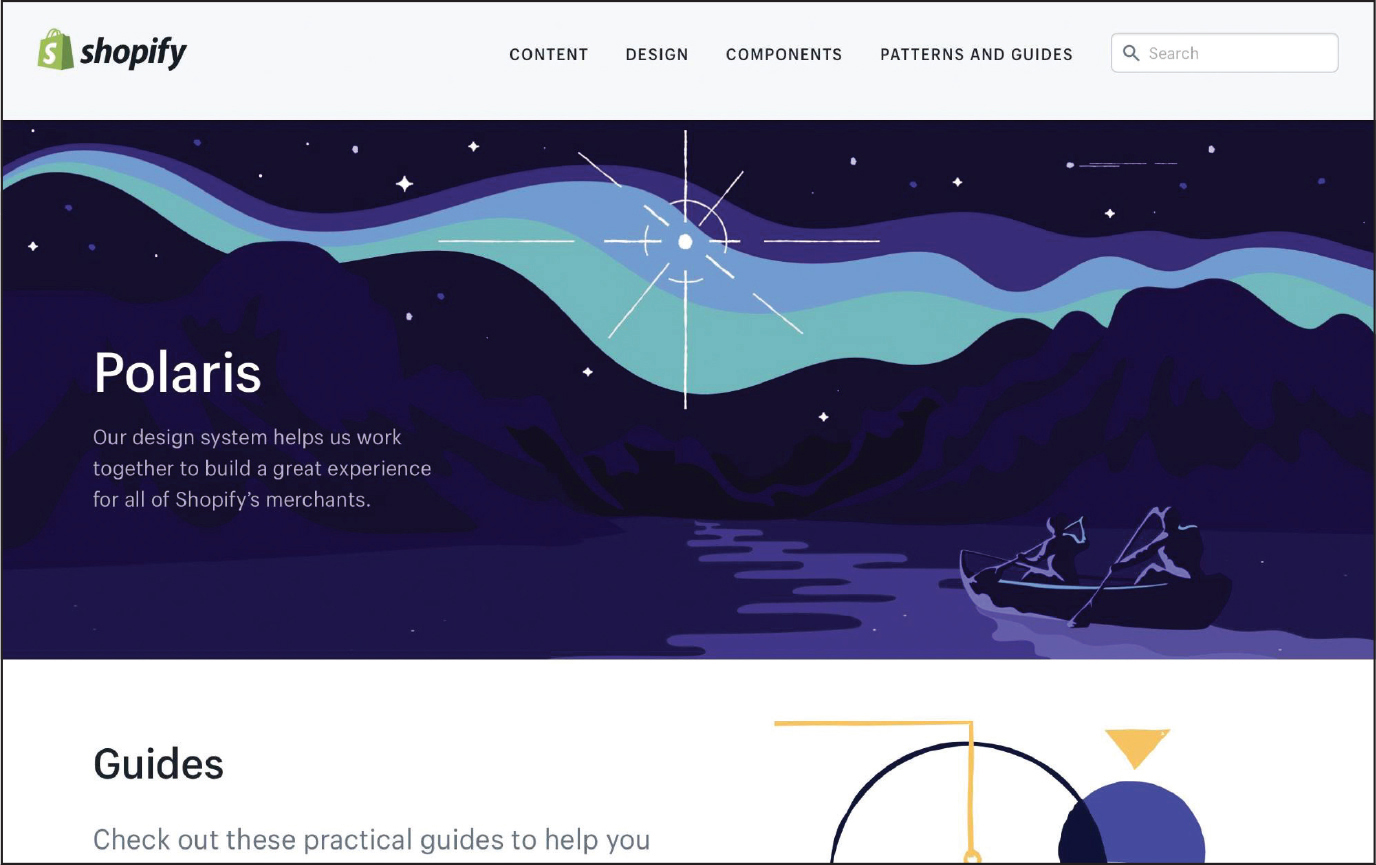 shopify
CONTENT DESIGN COMPONENTS PATTERNS AND GUIDES Search
Polaris
Our design system helps us work
together to build a great experience
for all of Shopify’s merchants.
Guides
Check out these practical guides to help you